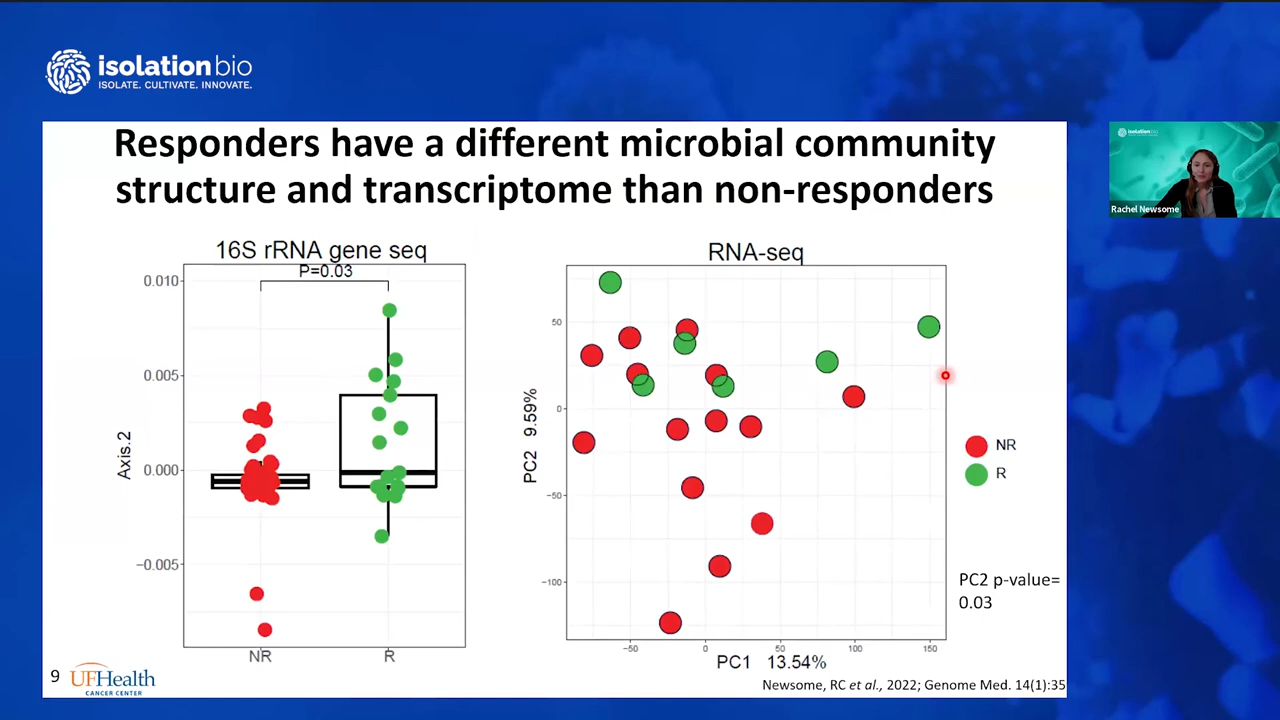 isolation bio
ISOLATE. CULTIVATE. INNOVATE.
Responders have a different microbial community
structure and transcriptome than non-responders
isolationbio
Rachel Newsome
16S rRNA gene seq
P=0.03
0.010
0.005
0.000
−0.005
Axis.2
NR
R
RNA-seq
50
0
−50
−100
PC2 9.59%
−50
0
50
100
150
PC1 13.54%
NR
R
PC2 p-value=
0.03
9
UFHealth
CANCER CENTER
Newsome, RC et al., 2022; Genome Med. 14(1):35